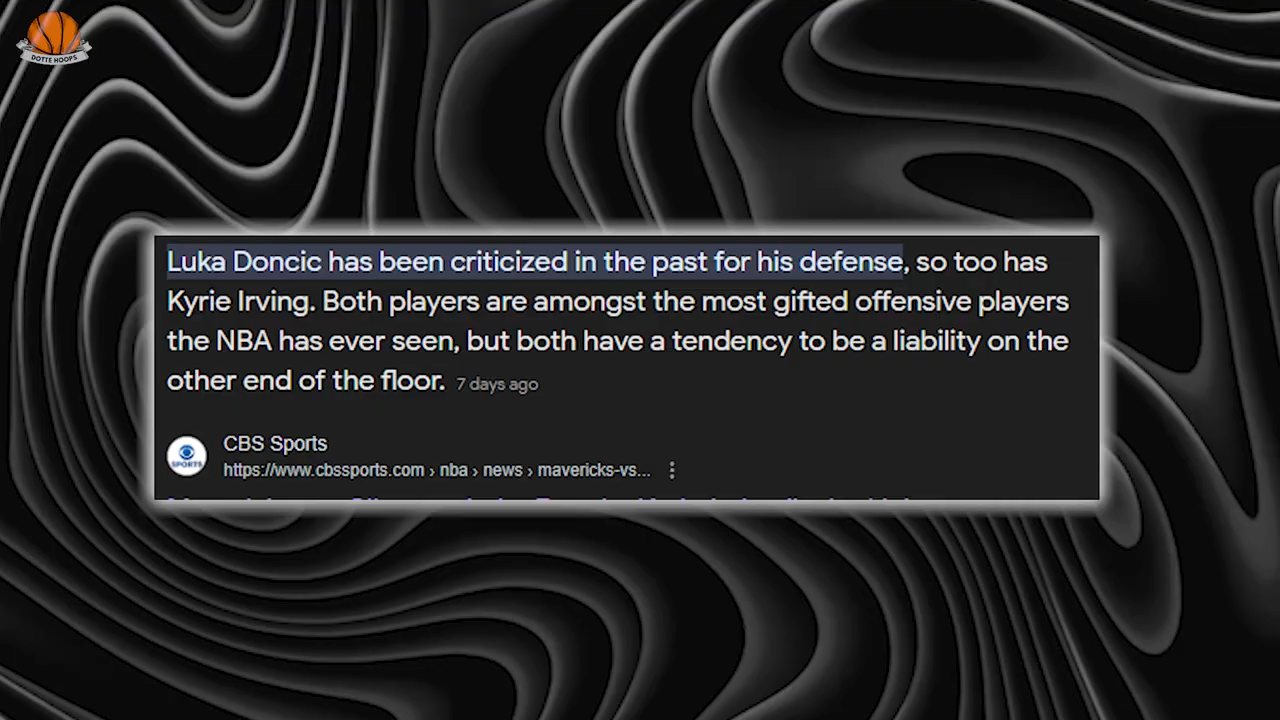 DOTTE HOOPS
Luka Doncic has been criticized in the past for his defense, so too has
Kyrie Irving. Both players are amongst the most gifted offensive players
the NBA has ever seen, but both have a tendency to be a liability on the
other end of the floor. 7 days ago
CBS Sports
SPORTS
https://www.cbssports.com › nba › news › mavericks-vs...